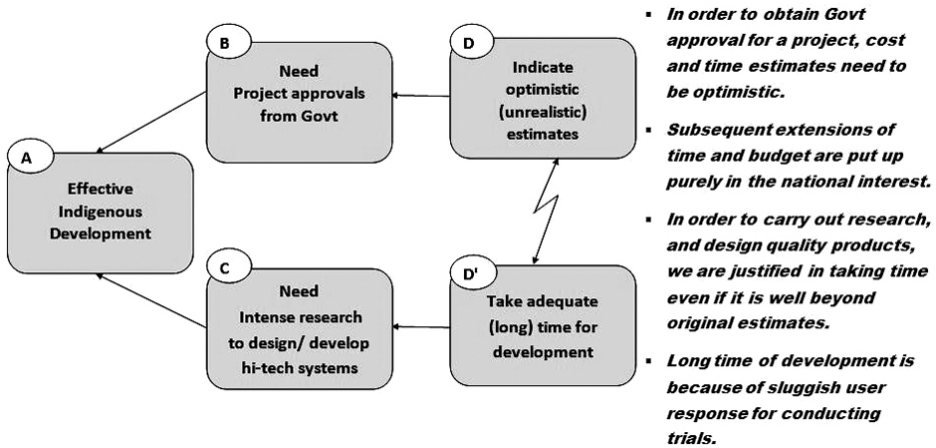 B
Need
Project approvals
from Govt
D
Indicate
optimistic
(unrealistic)
estimates
A
Effective
Indigenous
Development
C
Need
Intense research
to design/ develop
hi-tech systems
D'
Take adequate
(long) time for
development
▪ In order to obtain Govt
approval for a project, cost
and time estimates need to
be optimistic.
▪ Subsequent extensions of
time and budget are put up
purely in the national interest.
▪ In order to carry out research,
and design quality products,
we are justified in taking time
even if it is well beyond
original estimates.
▪ Long time of development is
because of sluggish user
response for conducting
trials.